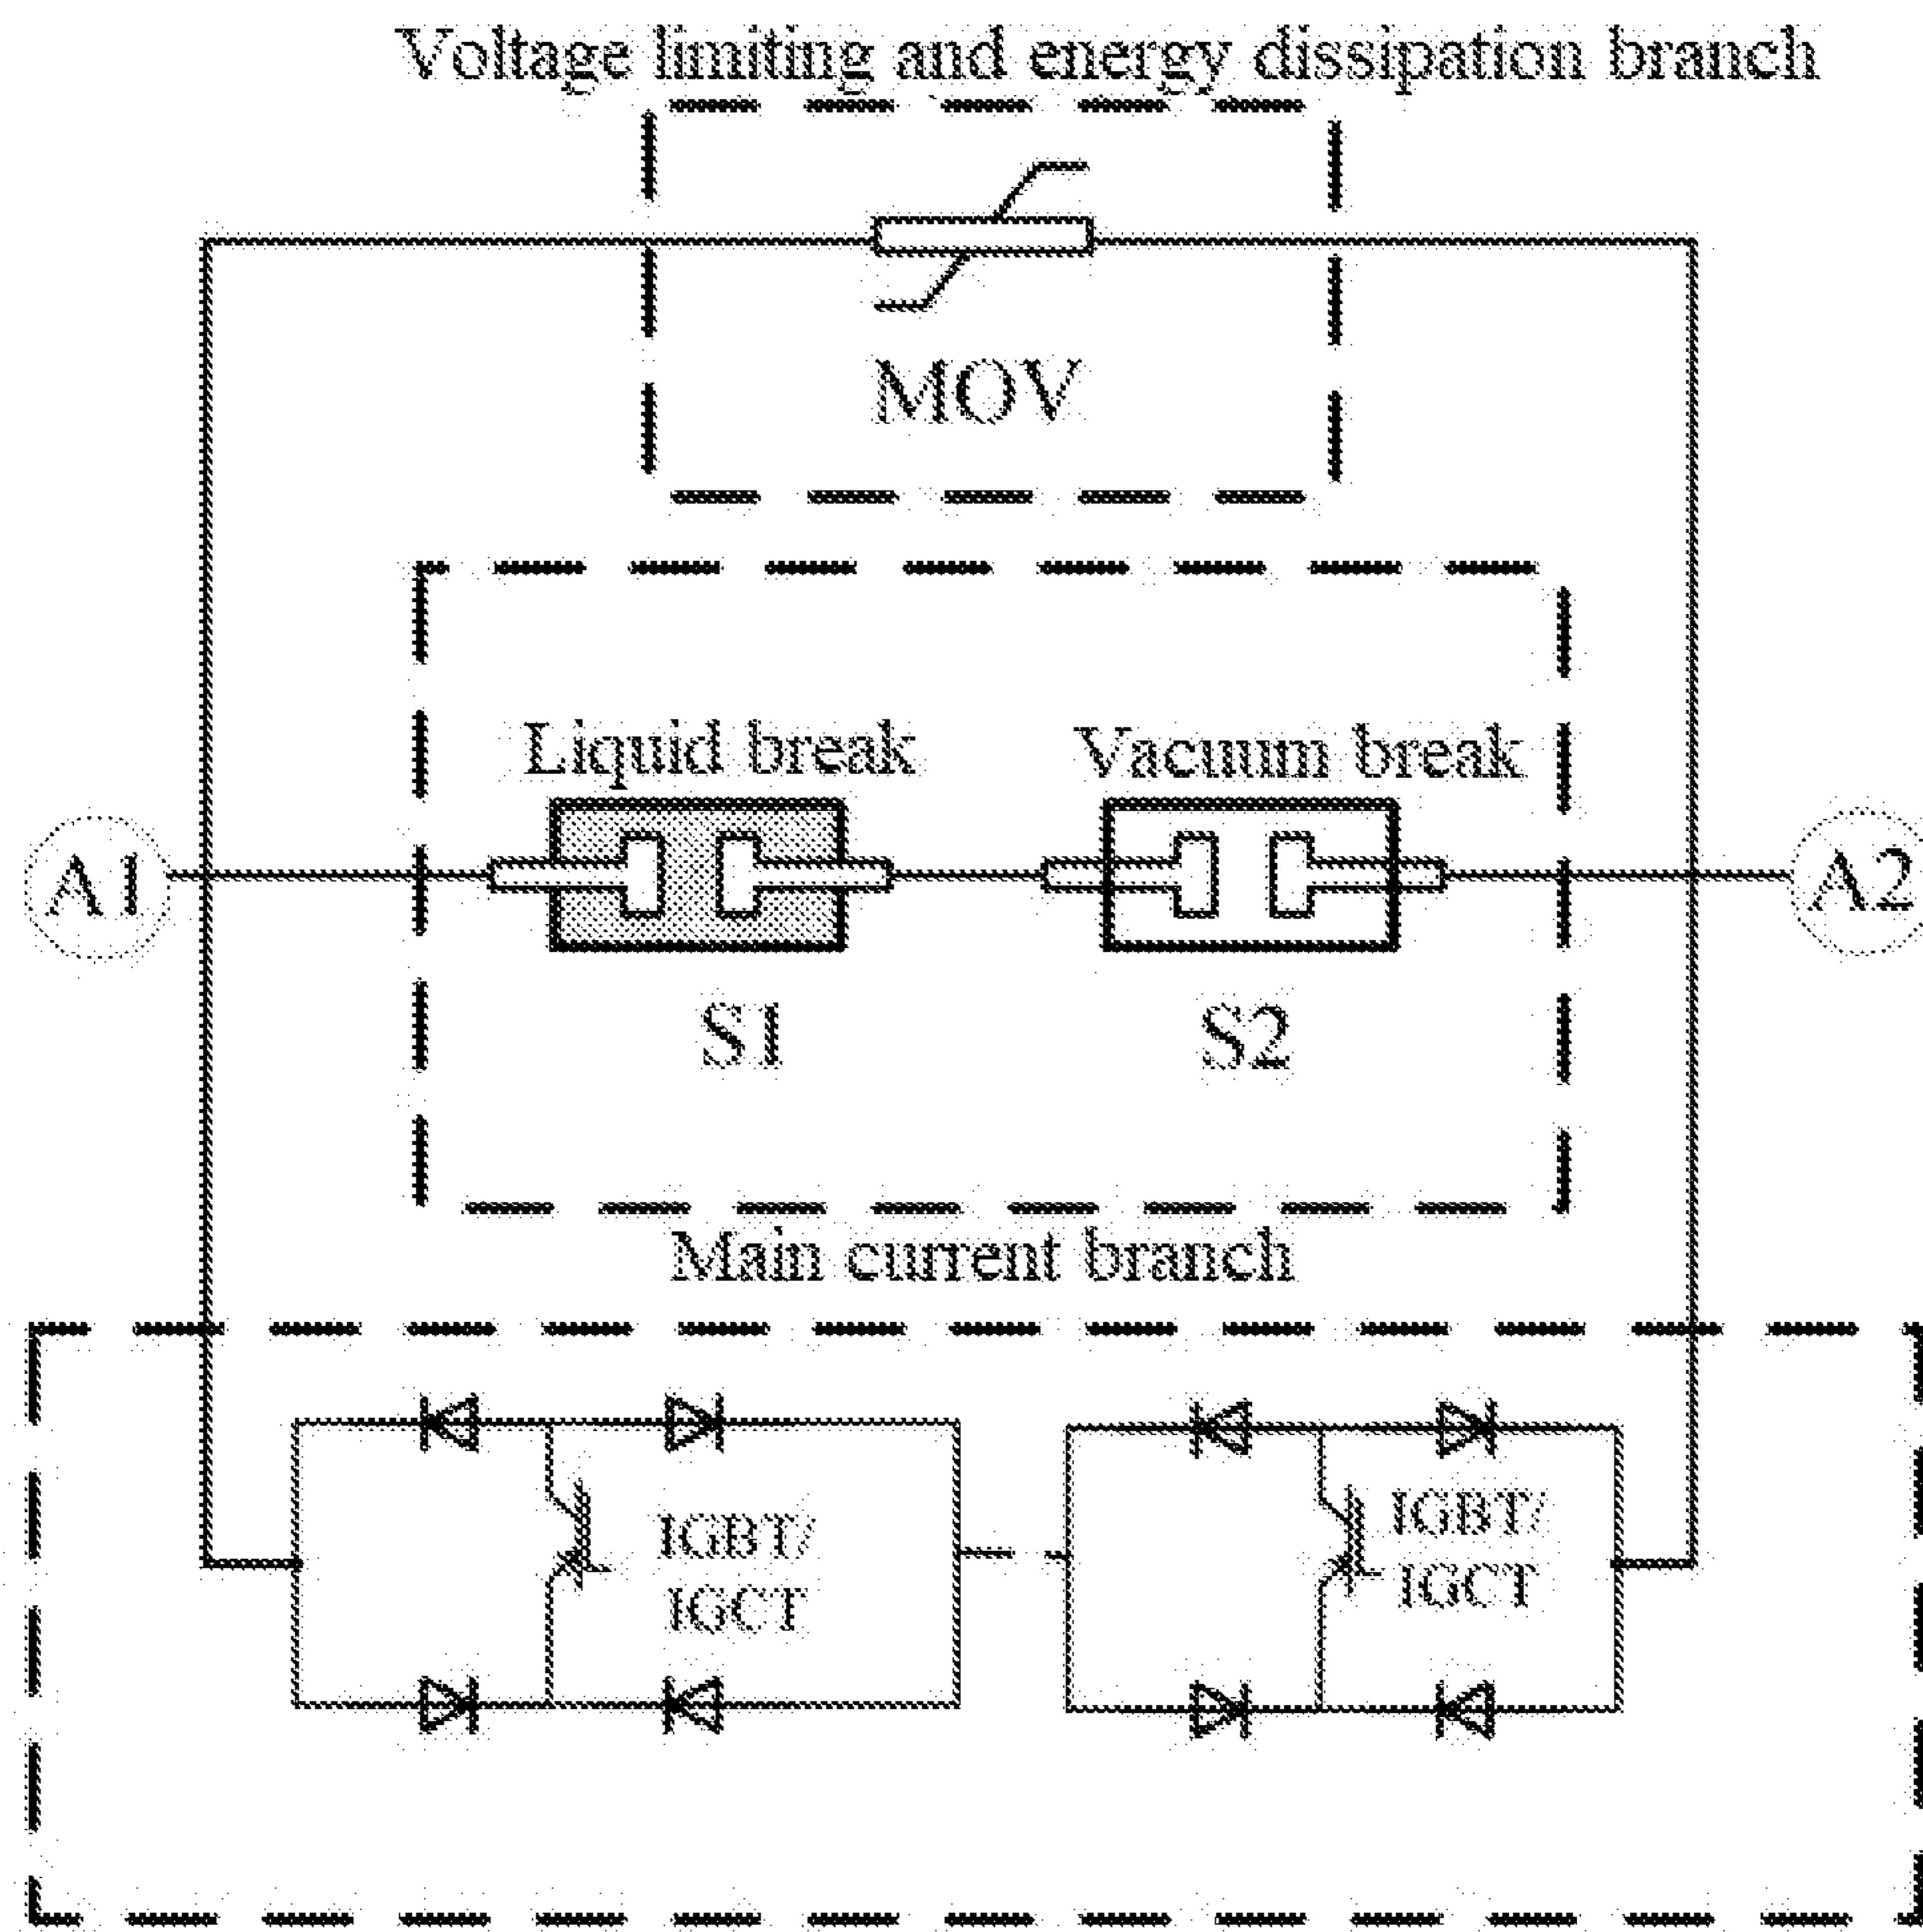 Voltage limiting and energy dissipation branch
MOV
Liquid break
Vacuum break
A1
A2
S1
S2
Main current branch
IGBT/
IGCT
IGBT/
IGCT